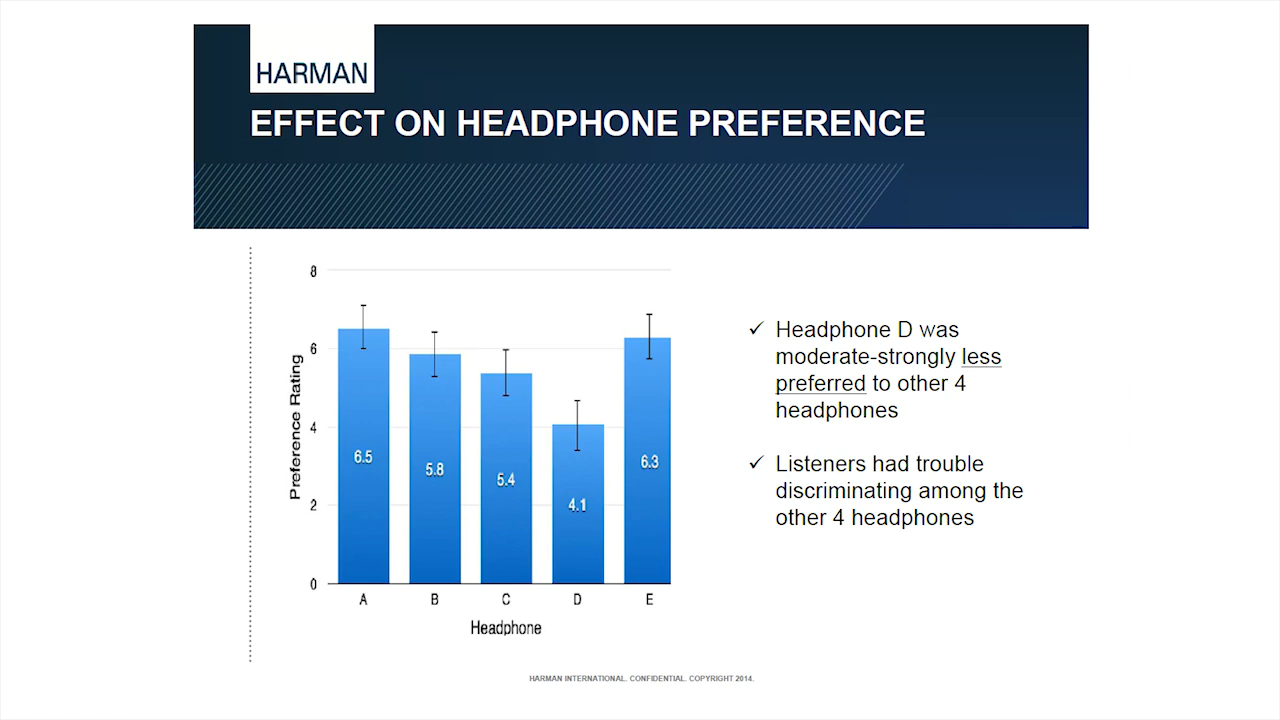 HARMAN
EFFECT ON HEADPHONE PREFERENCE
8
6
4
2
0
Preference Rating
6.5
5.8
5.4
4.1
6.3
A
B
C
D
E
Headphone
✓ Headphone D was
moderate-strongly less
preferred to other 4
headphones
✓ Listeners had trouble
discriminating among the
other 4 headphones
HARMAN INTERNATIONAL. CONFIDENTIAL. COPYRIGHT 2014.